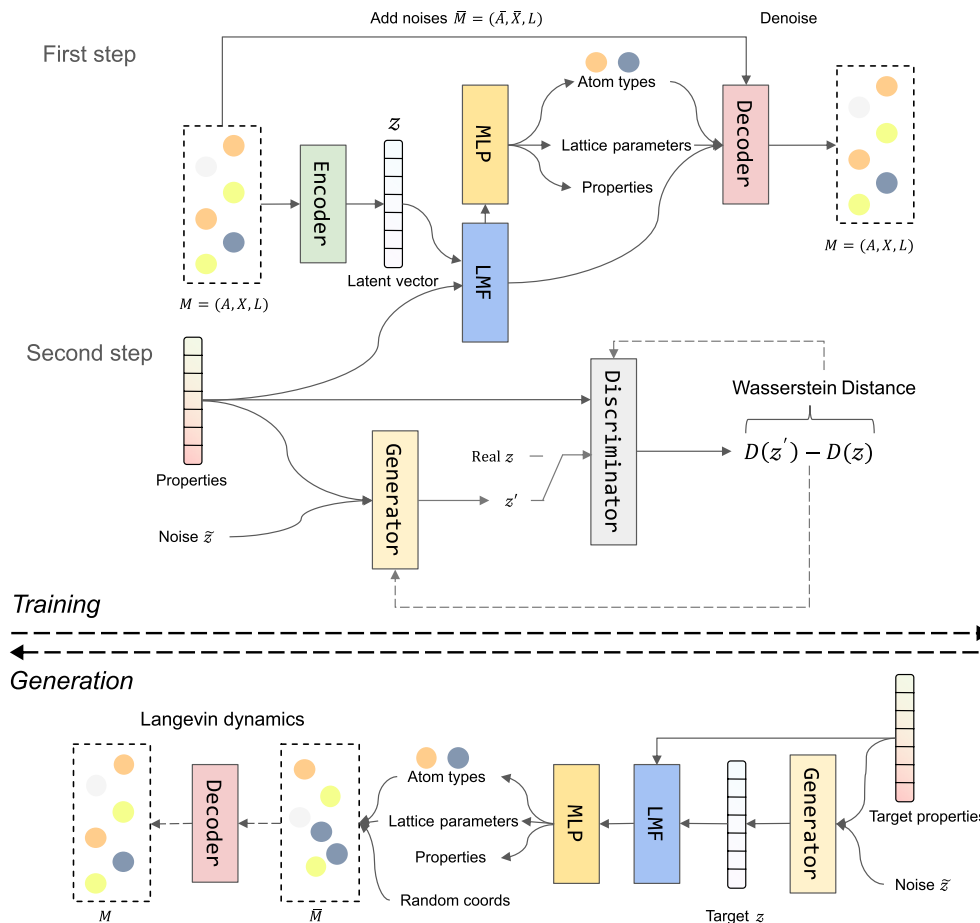 Add noises M̄ = (Ā, X̄, L)
Denoise
First step
Atom types
z
MLP
Decoder
Lattice parameters
Encoder
Properties
LMF
Latent vector
M = (A, X, L)
M = (A, X, L)
Second step
Wasserstein Distance
Discriminator
Generator
Real z
D(z′) − D(z)
Properties
z′
Noise z̃
Training
Generation
Langevin dynamics
Atom types
Decoder
Lattice parameters
MLP
LMF
Generator
Target properties
Properties
Random coords
Noise z̃
M
M̄
Target z